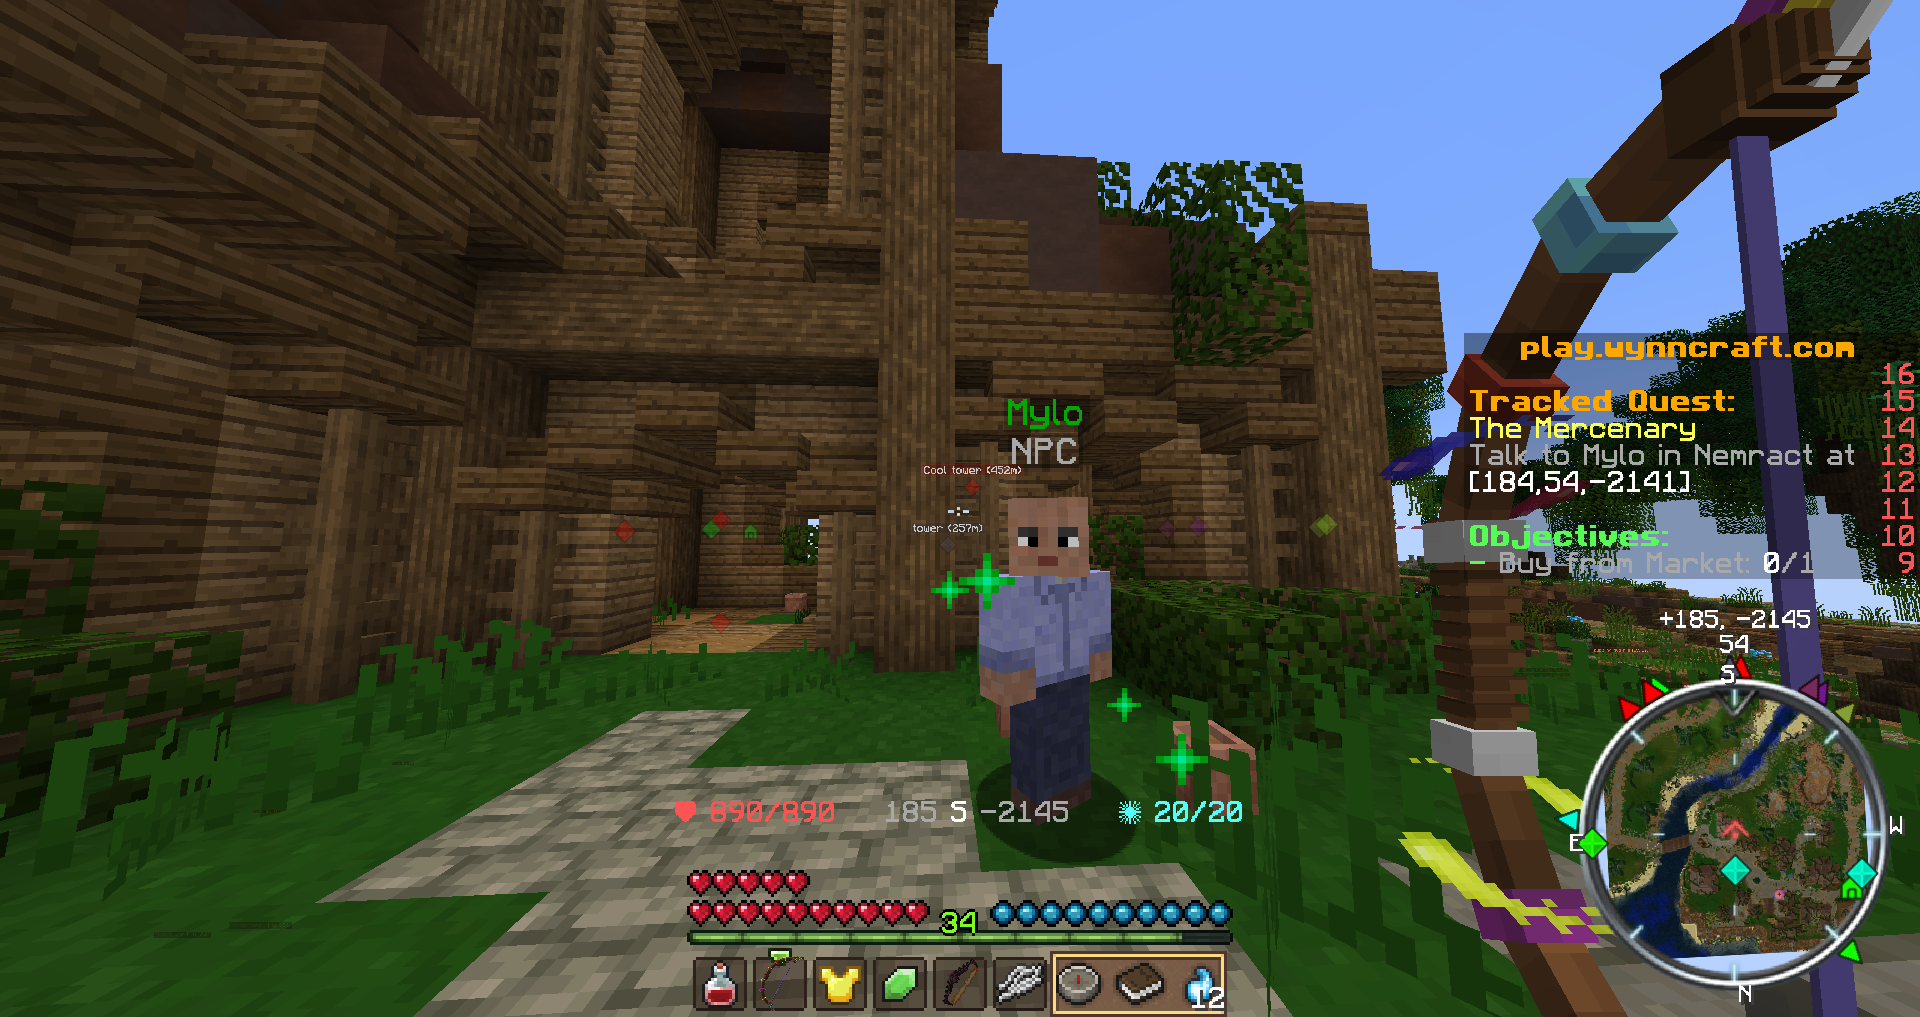 play.wynncraft.com
16
Tracked Quest: 15
The Mercenary 14
Talk to Mylo in Nemract at 13
[184,54,-2141] 12
11
Objectives: 10
- Buy from Market: 0/1 9
Mylo
NPC
Cool tower (452m)
tower (257m)
+185, -2145
54
S
E
W
N
890/890 185 S -2145 20/20
34
12